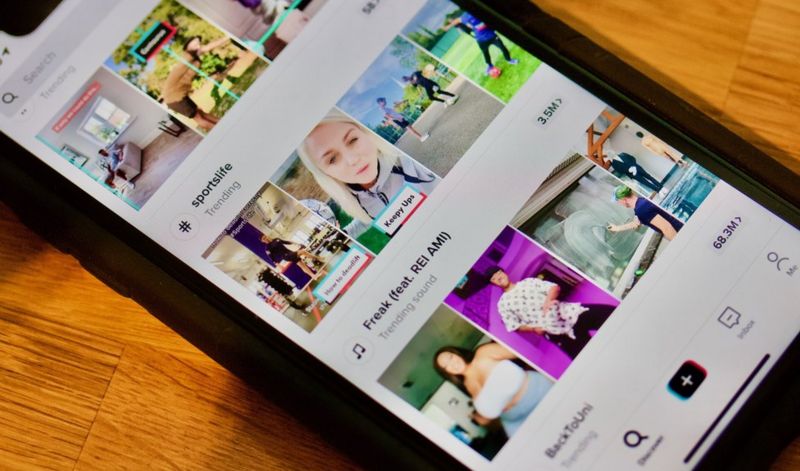 Search
Trending
58.
sportslife
Trending
3.5M>
How to deadlift
Keepy Ups
Freak (feat. REI AMI)
Trending sound
68.3M>
BackToUni
Trending
Discover
Inbox
Me